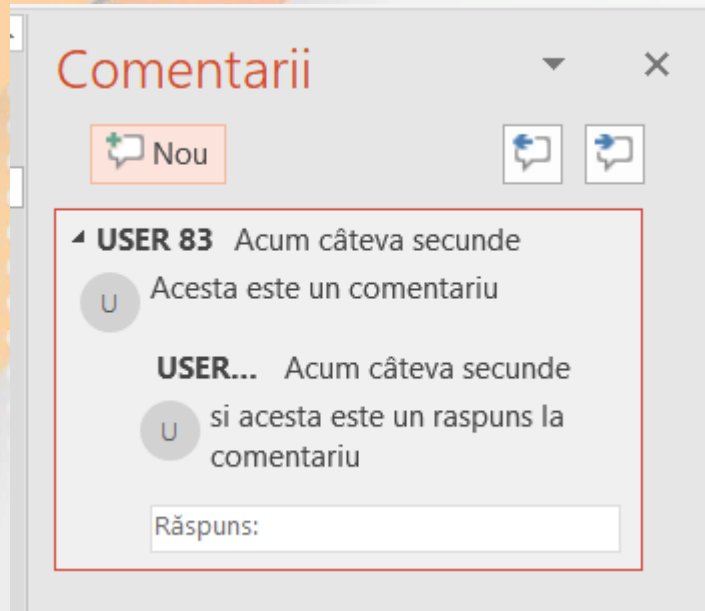 Comentarii
Nou
USER 83 Acum câteva secunde
U
Acesta este un comentariu
USER... Acum câteva secunde
U
si acesta este un raspuns la
comentariu
Răspuns: